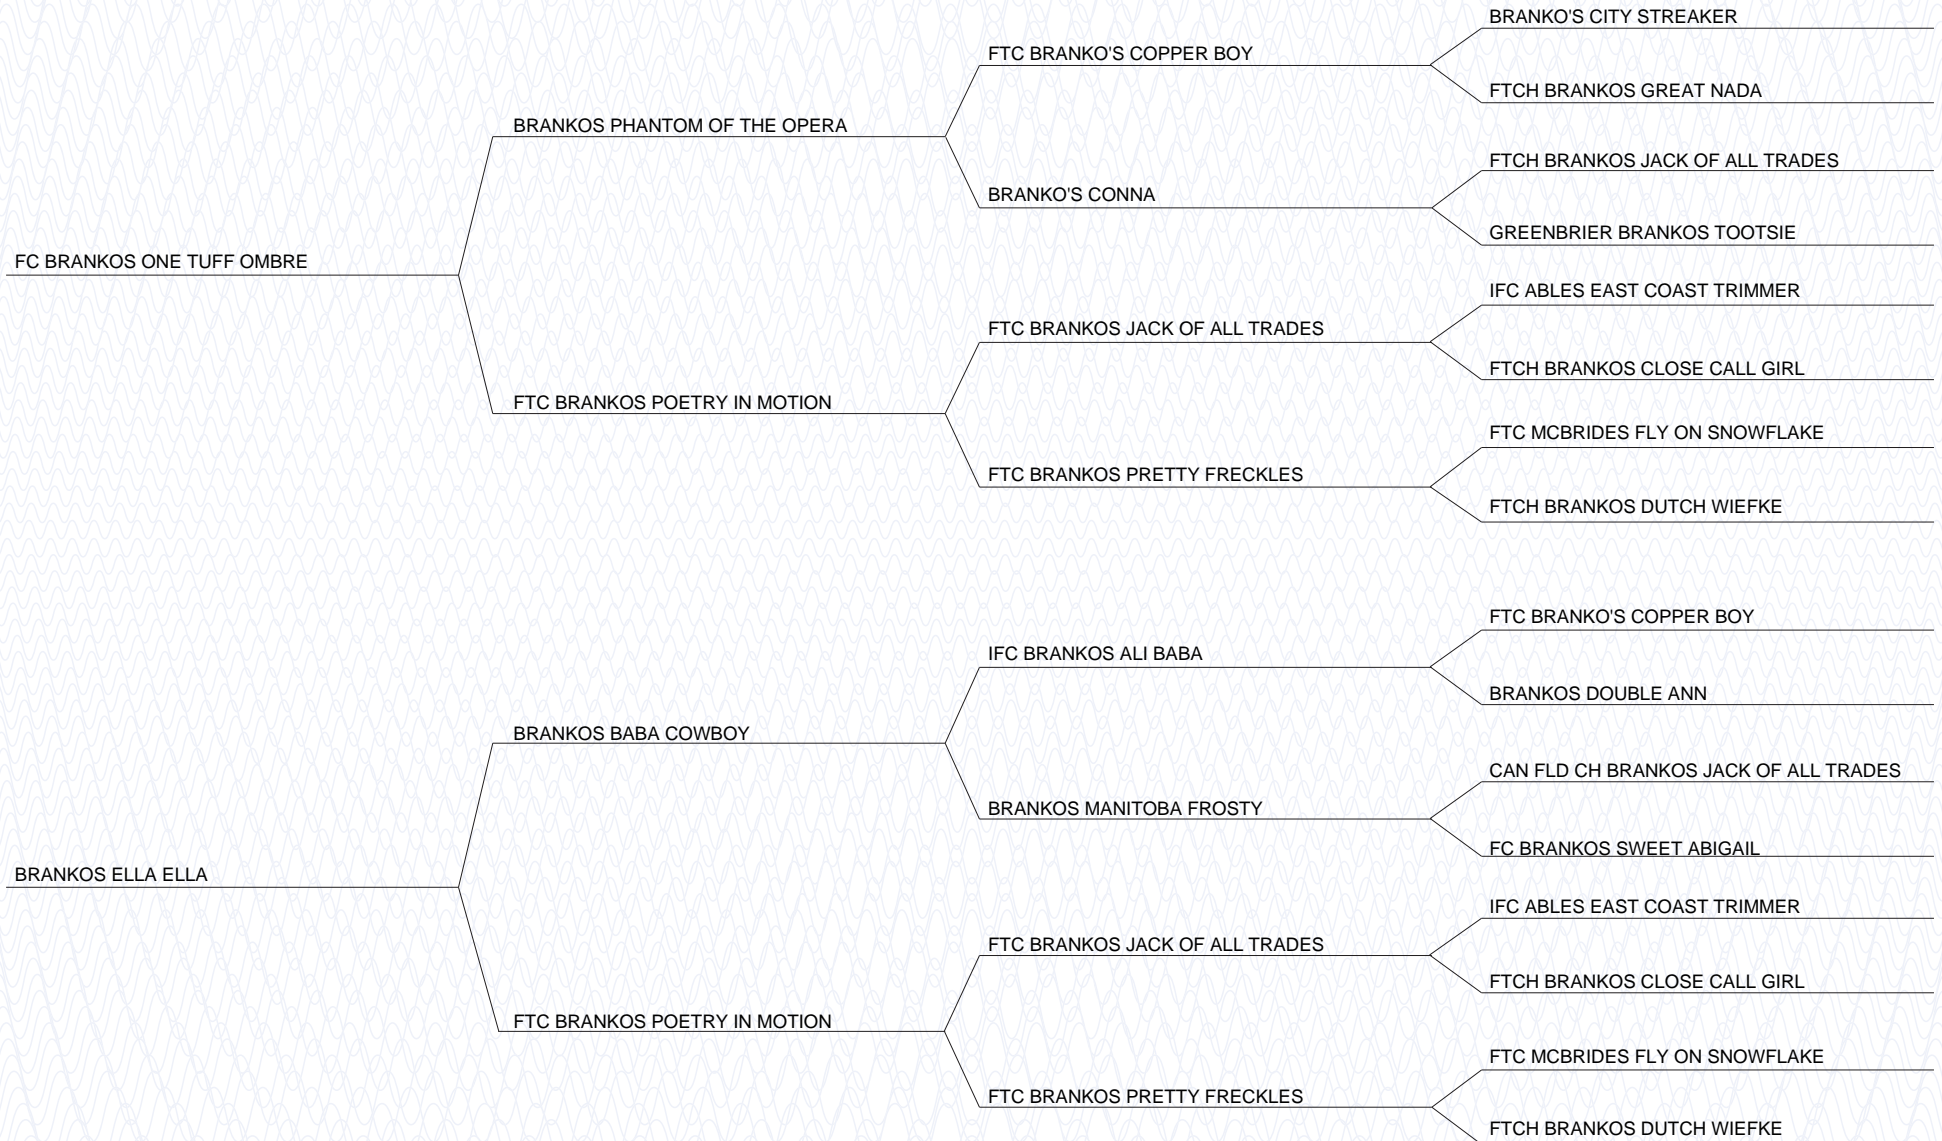 BRANKO'S CITY STREAKER
FTC BRANKO'S COPPER BOY
FTCH BRANKOS GREAT NADA
BRANKOS PHANTOM OF THE OPERA
FTCH BRANKOS JACK OF ALL TRADES
BRANKO'S CONNA
GREENBRIER BRANKOS TOOTSIE
FC BRANKOS ONE TUFF OMBRE
IFC ABLES EAST COAST TRIMMER
FTC BRANKOS JACK OF ALL TRADES
FTCH BRANKOS CLOSE CALL GIRL
FTC BRANKOS POETRY IN MOTION
FTC MCBRIDES FLY ON SNOWFLAKE
FTC BRANKOS PRETTY FRECKLES
FTCH BRANKOS DUTCH WIEFKE
FTC BRANKO'S COPPER BOY
IFC BRANKOS ALI BABA
BRANKOS DOUBLE ANN
BRANKOS BABA COWBOY
CAN FLD CH BRANKOS JACK OF ALL TRADES
BRANKOS MANITOBA FROSTY
FC BRANKOS SWEET ABIGAIL
BRANKOS ELLA ELLA
IFC ABLES EAST COAST TRIMMER
FTC BRANKOS JACK OF ALL TRADES
FTCH BRANKOS CLOSE CALL GIRL
FTC BRANKOS POETRY IN MOTION
FTC MCBRIDES FLY ON SNOWFLAKE
FTC BRANKOS PRETTY FRECKLES
FTCH BRANKOS DUTCH WIEFKE